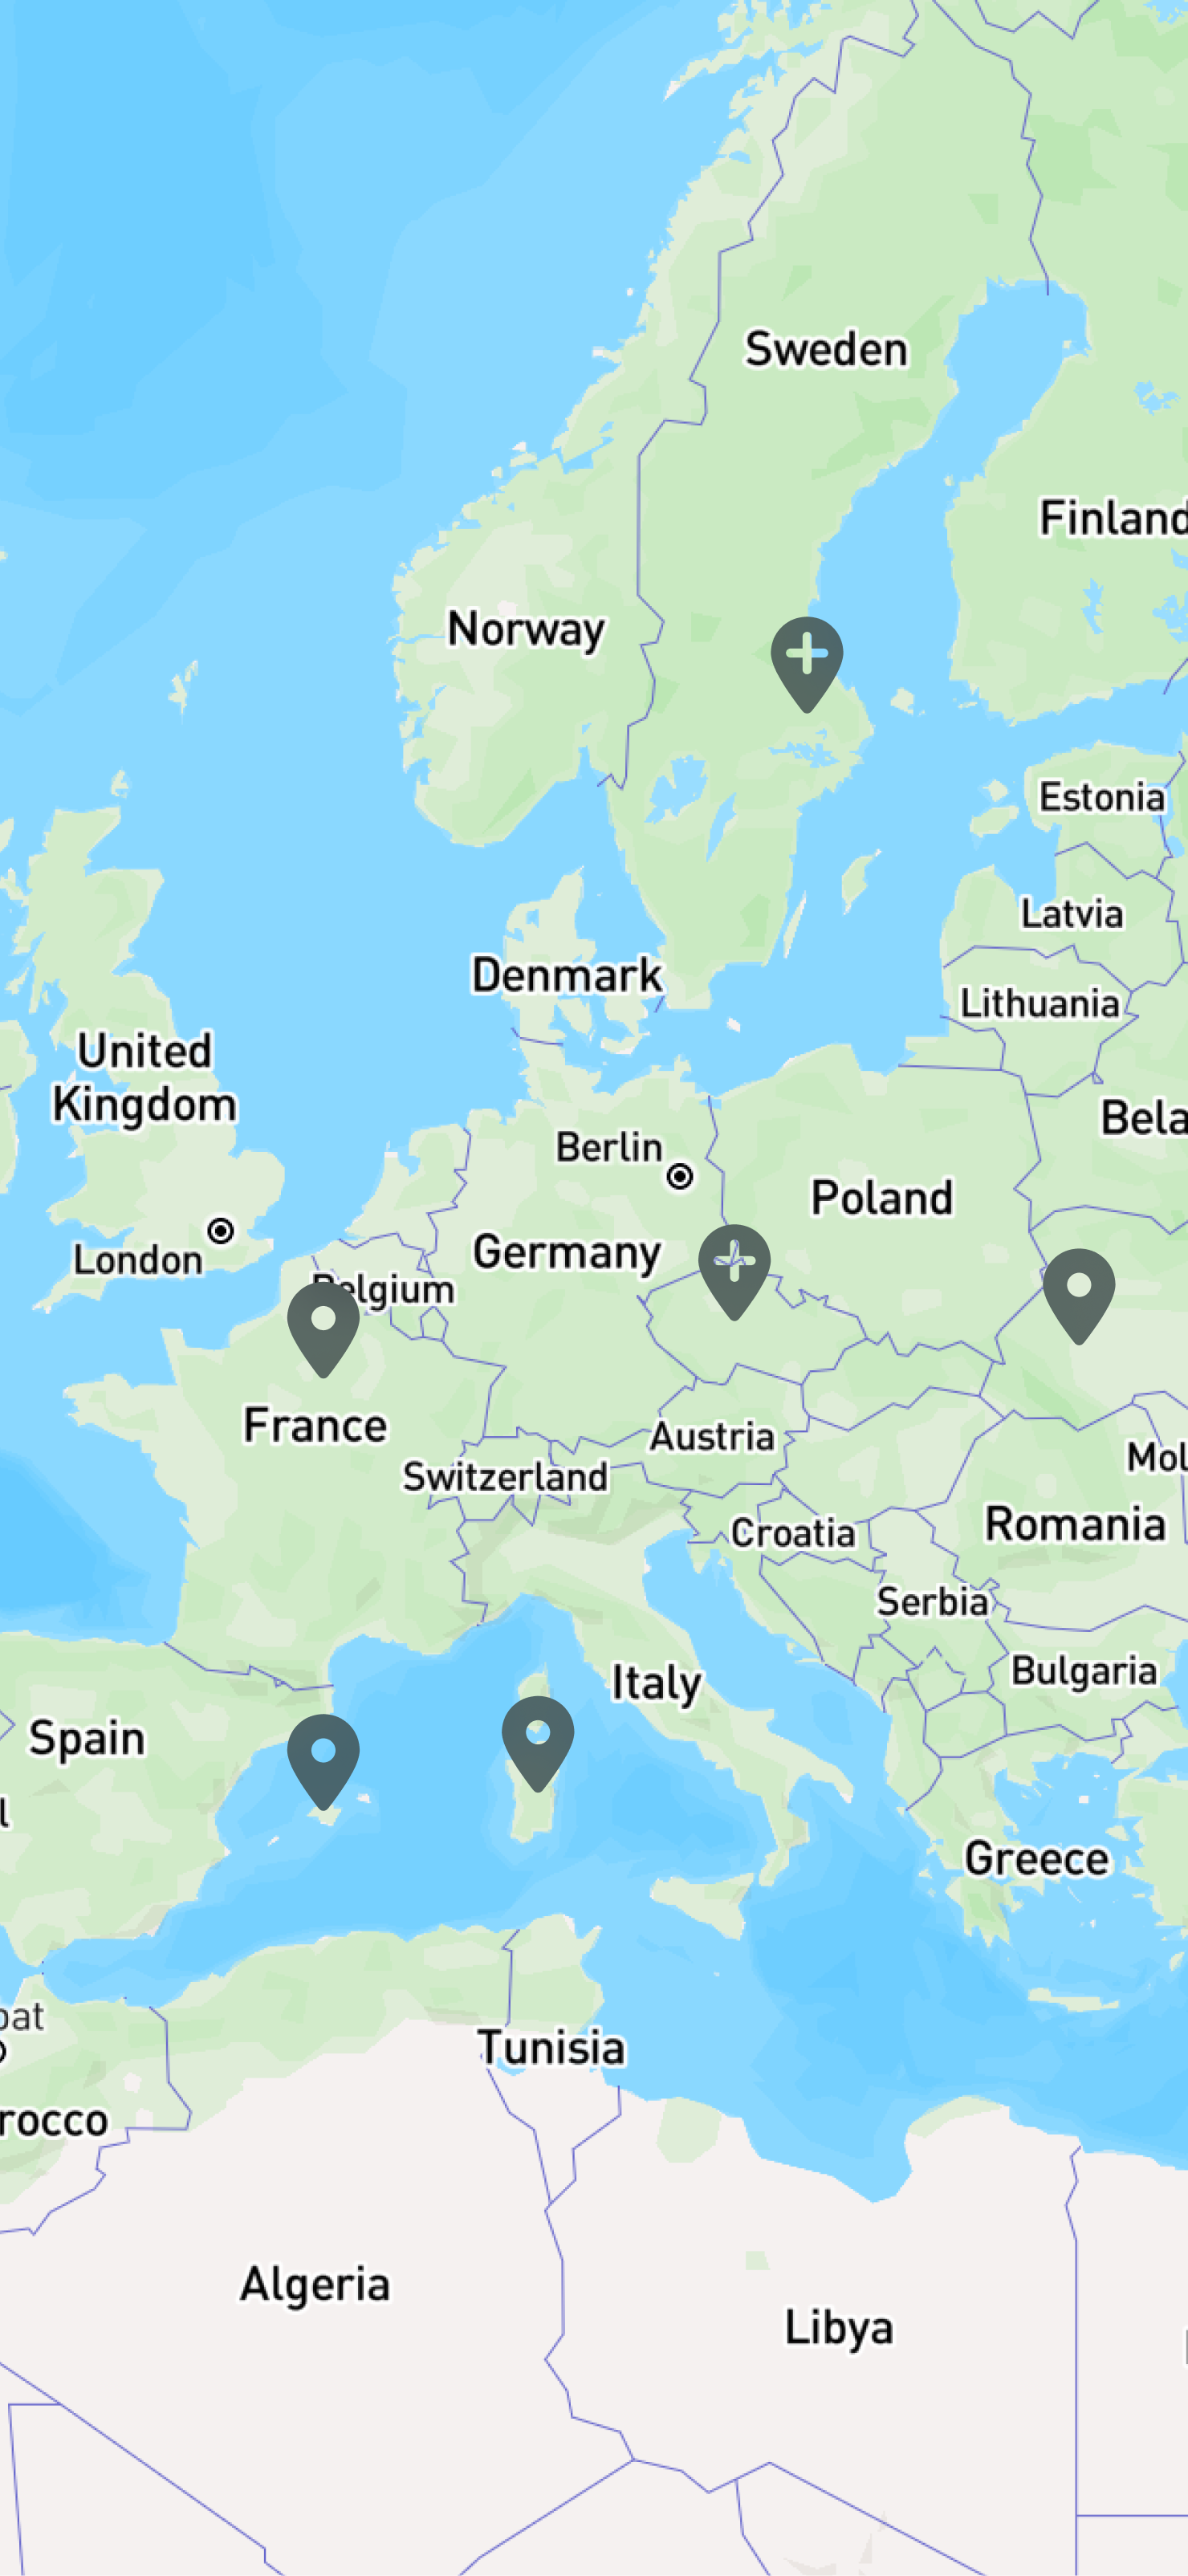 Sweden
Finland
Norway
Estonia
Latvia
Denmark
Lithuania
United
Kingdom
Bela
Berlin
Poland
London
Germany
Belgium
France
Austria
Mol
Switzerland
Romania
Croatia
Serbia
Bulgaria
Italy
Spain
l
Greece
bat
Tunisia
rocco
Algeria
Libya